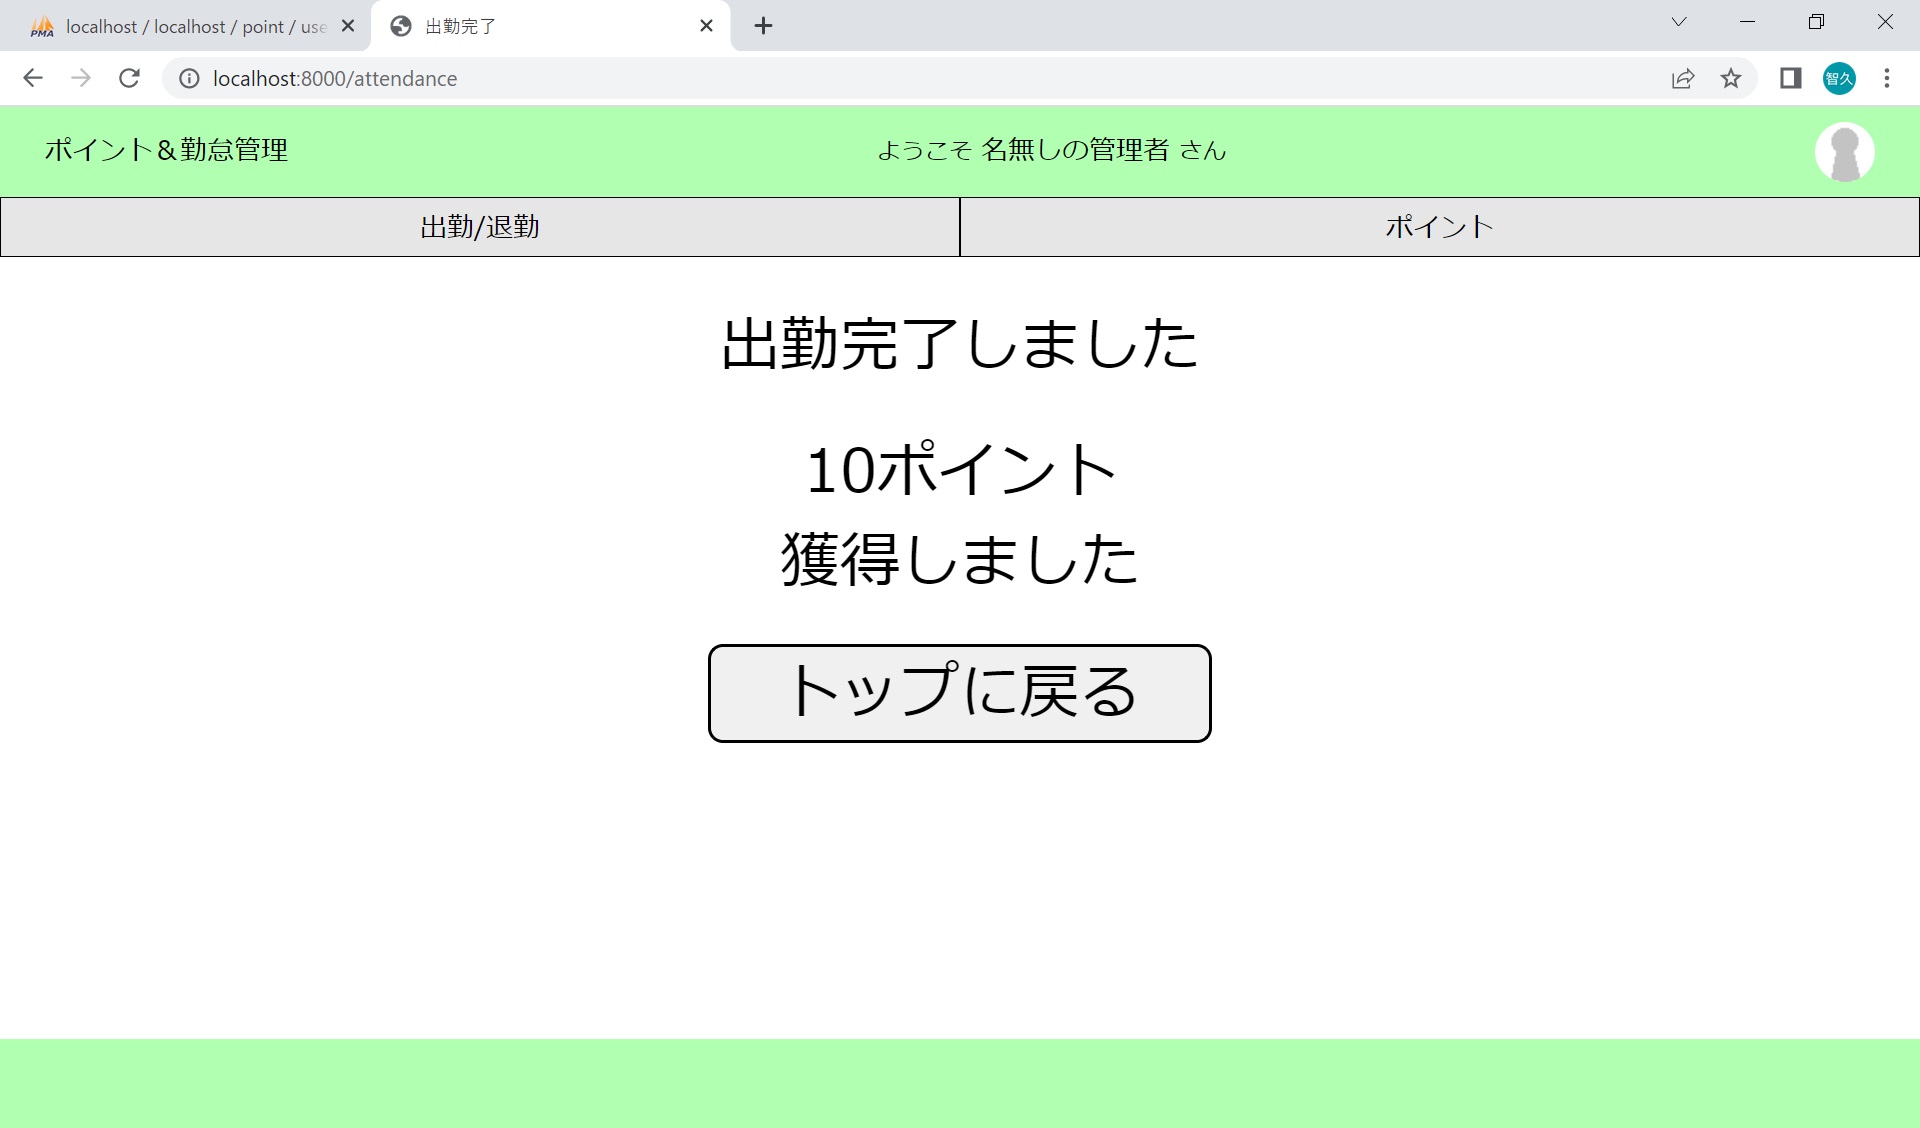 localhost / localhost / point / use
出勤完了
localhost:8000/attendance
智久
ポイント＆勤怠管理
ようこそ 名無しの管理者 さん
出勤/退勤
ポイント
出勤完了しました
10ポイント
獲得しました
トップに戻る